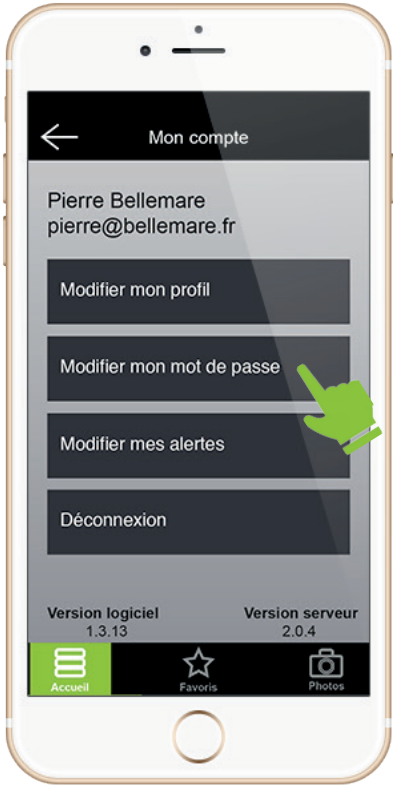 Mon compte
Pierre Bellemare
pierre@bellemare.fr
Modifier mon profil
Modifier mon mot de passe
Modifier mes alertes
Déconnexion
Version logiciel
1.3.13
Version serveur
2.0.4
Accueil
Favoris
Photos